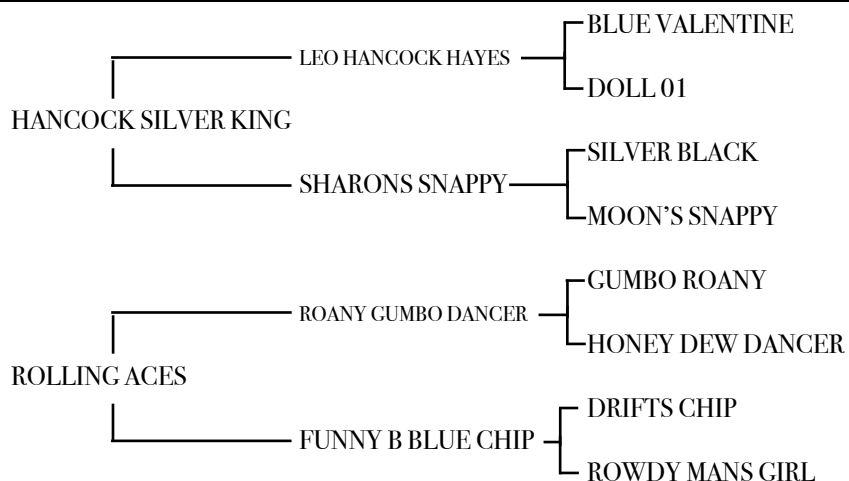 BLUE VALENTINE
LEO HANCOCK HAYES
DOLL 01
HANCOCK SILVER KING
SILVER BLACK
SHARONS SNAPPY
MOON’S SNAPPY
GUMBO ROANY
ROANY GUMBO DANCER
HONEY DEW DANCER
ROLLING ACES
DRIFTS CHIP
FUNNY B BLUE CHIP
ROWDY MANS GIRL